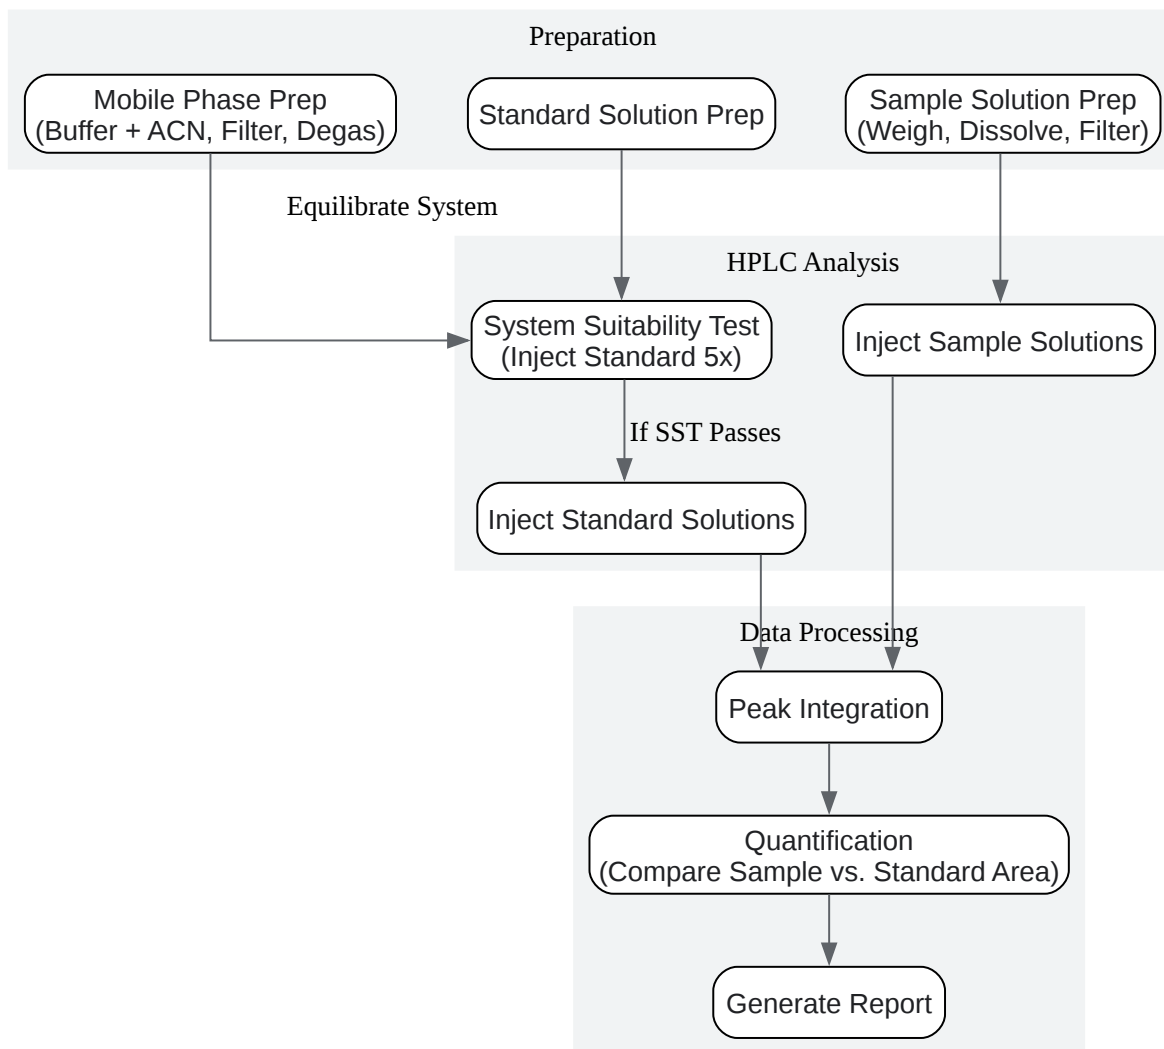 Preparation
Mobile Phase Prep
(Buffer + ACN, Filter, Degas)
Standard Solution Prep
Sample Solution Prep
(Weigh, Dissolve, Filter)
Equilibrate System
HPLC Analysis
System Suitability Test
(Inject Standard 5x)
Inject Sample Solutions
If SST Passes
Inject Standard Solutions
Data Processing
Peak Integration
Quantification
(Compare Sample vs. Standard Area)
Generate Report